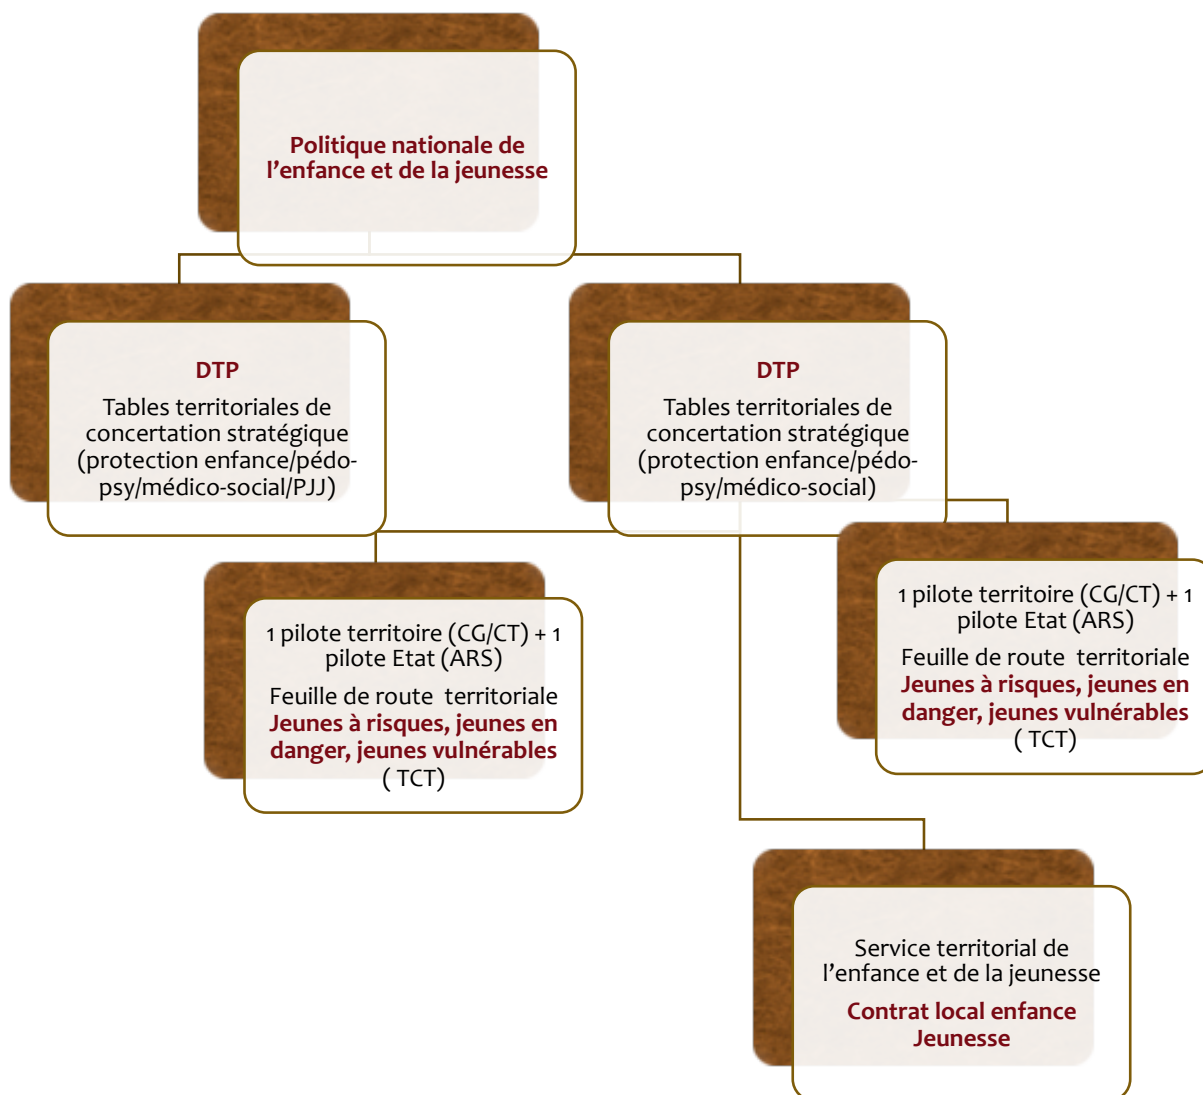 Politique nationale de
l'enfance et de la jeunesse
DTP
Tables territoriales de
concertation stratégique
(protection enfance/pédo-
psy/médico-social/PJJ)
DTP
Tables territoriales de
concertation stratégique
(protection enfance/pédo-
psy/médico-social)
1 pilote territoire (CG/CT) + 1
pilote Etat (ARS)
Feuille de route  territoriale
Jeunes à risques, jeunes en
danger, jeunes vulnérables
( TCT)
1 pilote territoire (CG/CT) + 1
pilote Etat (ARS)
Feuille de route  territoriale
Jeunes à risques, jeunes en
danger, jeunes vulnérables
( TCT)
Service territorial de
l'enfance et de la jeunesse
Contrat local enfance
Jeunesse